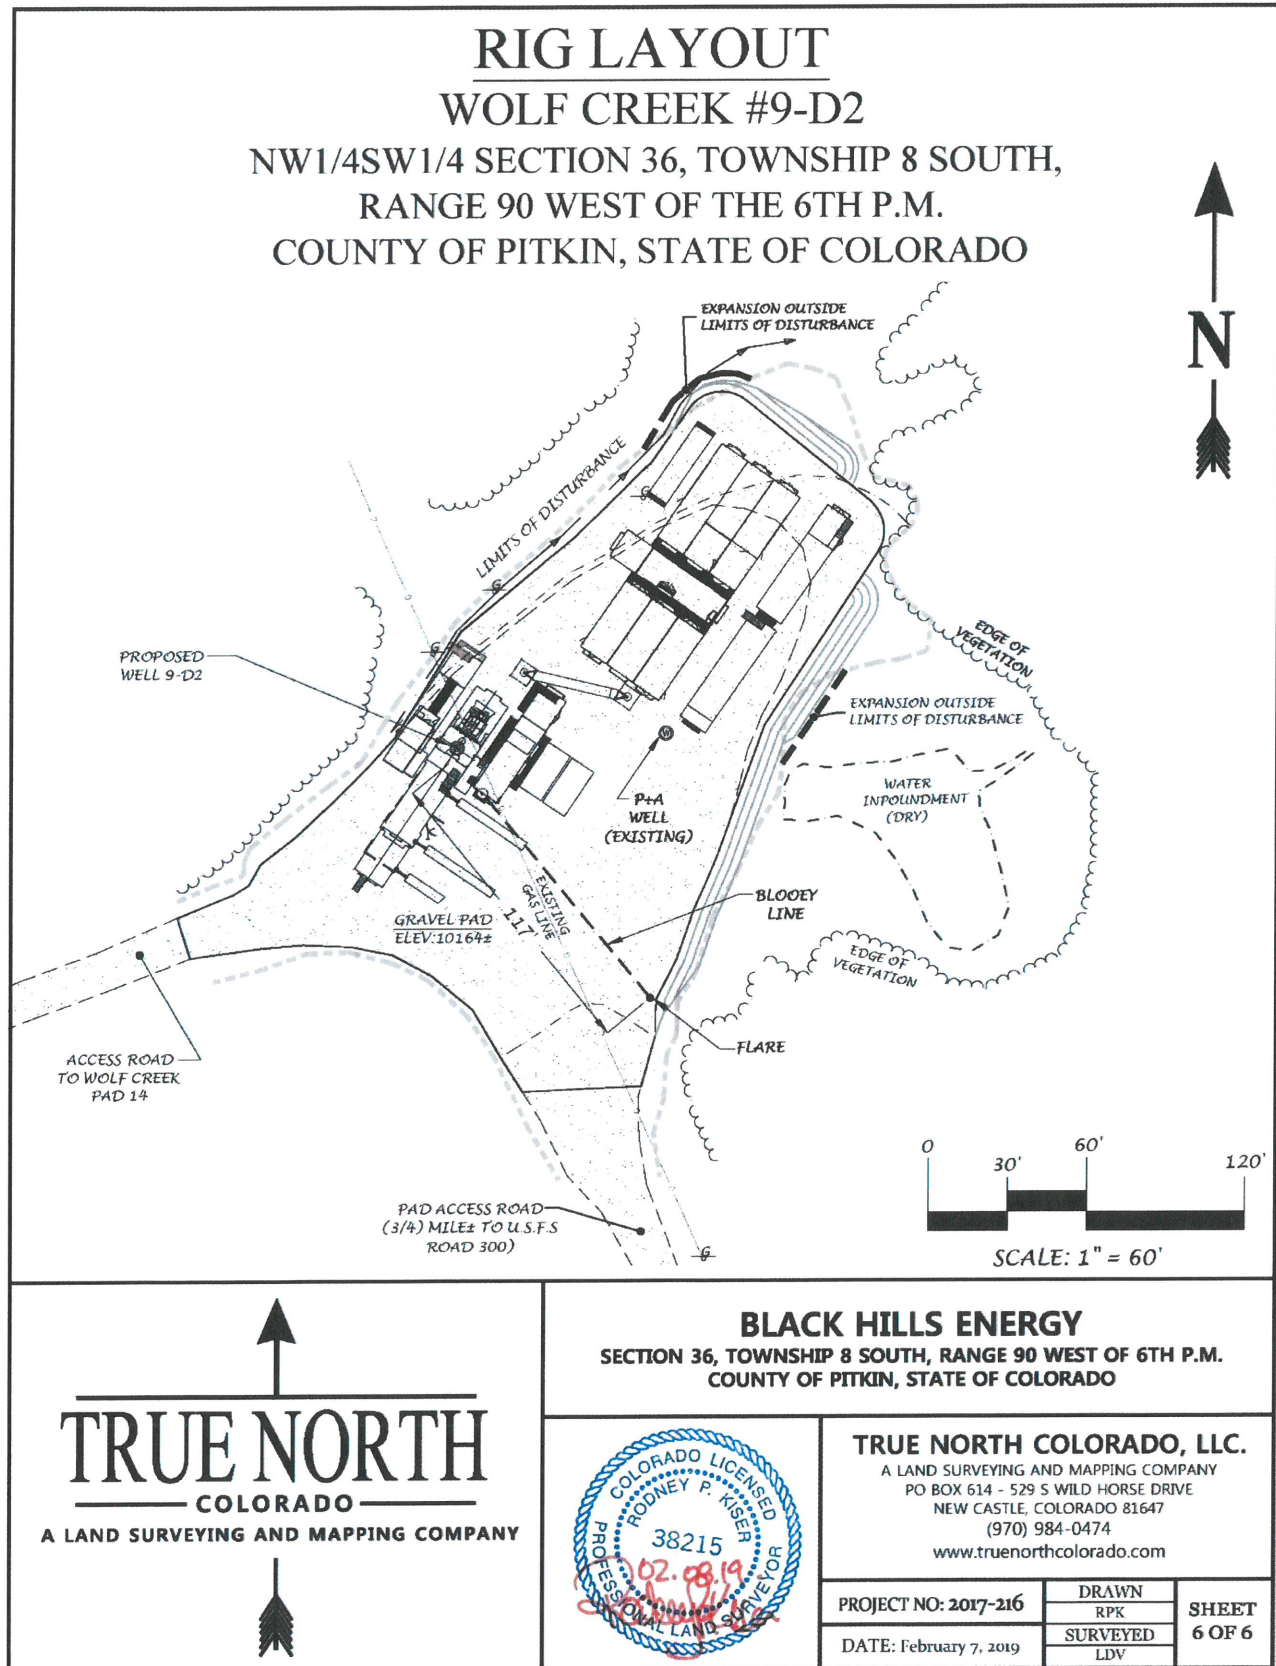 RIG LAYOUT
WOLF CREEK #9-D2
NW1/4SW1/4 SECTION 36, TOWNSHIP 8 SOUTH,
RANGE 90 WEST OF THE 6TH P.M.
COUNTY OF PITKIN, STATE OF COLORADO
N
EXPANSION OUTSIDE
LIMITS OF DISTURBANCE
LIMITS OF DISTURBANCE
G
G
G
PROPOSED
WELL 9-D2
EDGE OF
VEGETATION
EXPANSION OUTSIDE
LIMITS OF DISTURBANCE
W
WATER
INPOUNDMENT
(DRY)
P+A
WELL
(EXISTING)
EXISTING
GAS LINE
117'
BLOOEY
LINE
GRAVEL PAD
ELEV:10164±
EDGE OF
VEGETATION
FLARE
ACCESS ROAD
TO WOLF CREEK
PAD 14
PAD ACCESS ROAD
(3/4) MILE± TO U.S.F.S
ROAD 300)
G
0 30' 60' 120'
SCALE: 1" = 60'
TRUE NORTH
COLORADO
A LAND SURVEYING AND MAPPING COMPANY
BLACK HILLS ENERGY
SECTION 36, TOWNSHIP 8 SOUTH, RANGE 90 WEST OF 6TH P.M.
COUNTY OF PITKIN, STATE OF COLORADO
COLORADO LICENSED
RODNEY P. KISER
38215
02.08.19
PROFESSIONAL LAND SURVEYOR
TRUE NORTH COLORADO, LLC.
A LAND SURVEYING AND MAPPING COMPANY
PO BOX 614 - 529 S WILD HORSE DRIVE
NEW CASTLE, COLORADO 81647
(970) 984-0474
www.truenorthcolorado.com
PROJECT NO: 2017-216
DATE: February 7, 2019
DRAWN
RPK
SURVEYED
LDV
SHEET
6 OF 6